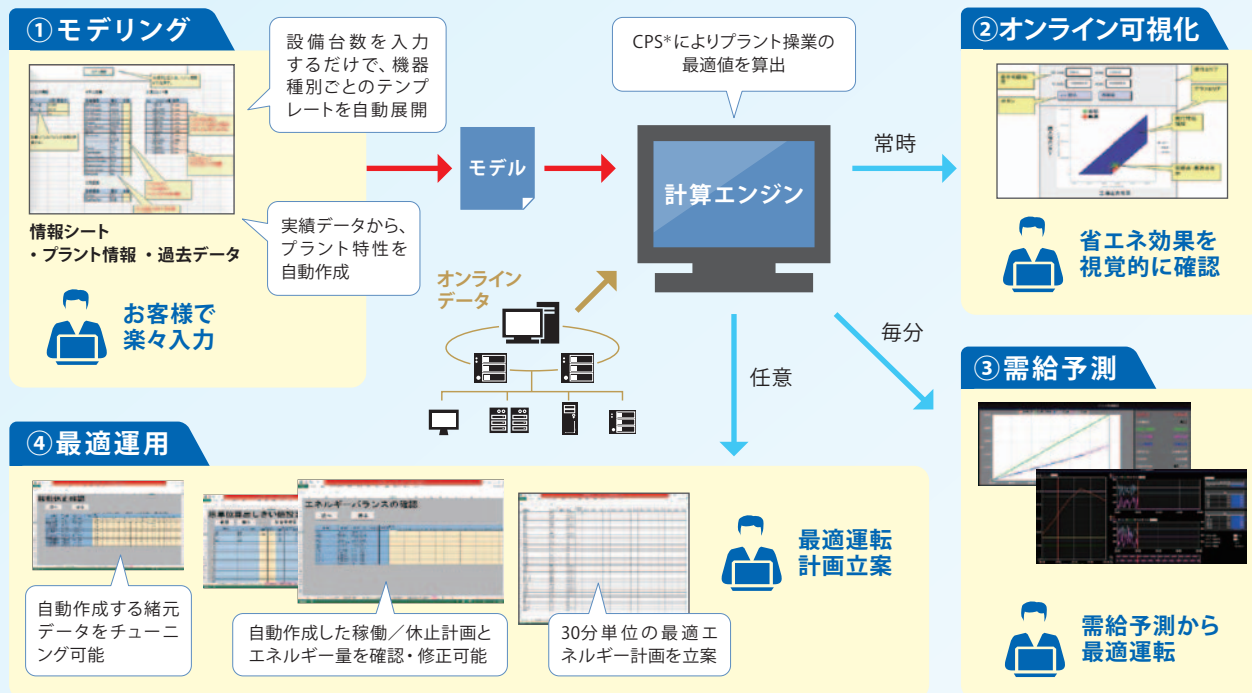 ①モデリング
設備台数を入力
するだけで、機器
種別ごとのテンプ
レートを自動展開
情報シート
・プラント情報 ・過去データ
実績データから、
プラント特性を
自動作成
お客様で
楽々入力
モデル
CPS*によりプラント操業の
最適値を算出
計算エンジン
オンライン
データ
常時
毎分
任意
②オンライン可視化
省エネ効果を
視覚的に確認
③需給予測
需給予測から
最適運転
④最適運用
エネルギーバランスの確認
自動作成する緒元
データをチューニ
ング可能
自動作成した稼働／休止計画と
エネルギー量を確認・修正可能
30分単位の最適エ
ネルギー計画を立案
最適運転
計画立案